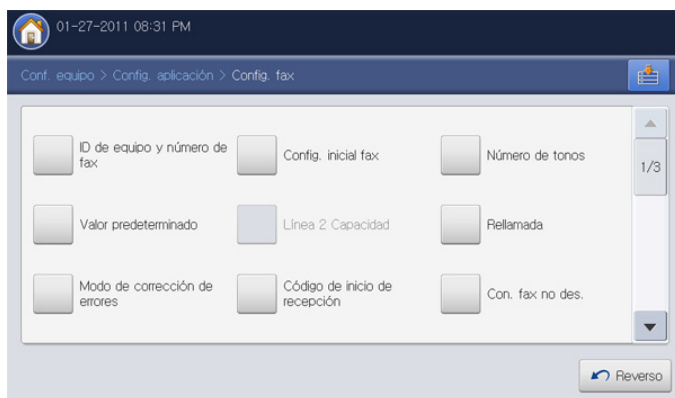 01-27-2011 08:31 PM
Conf. equipo > Config. aplicación > Config. fax
ID de equipo y número de
fax
Config. inicial fax
Número de tonos
1/3
Valor predeterminado
Línea 2 Capacidad
Rellamada
Modo de corrección de
errores
Código de inicio de
recepción
Con. fax no des.
Reverso